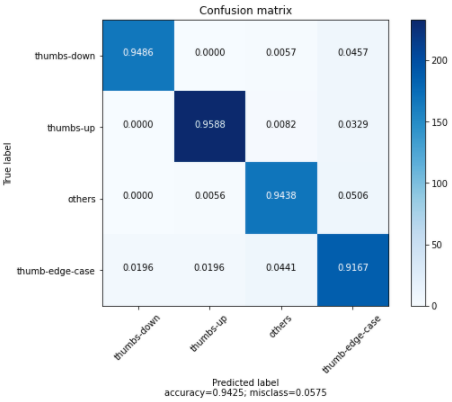 Confusion matrix
thumbs-down 0.9486 0.0000 0.0057 0.0457
thumbs-up 0.0000 0.9588 0.0082 0.0329
others 0.0000 0.0056 0.9438 0.0506
thumb-edge-case 0.0196 0.0196 0.0441 0.9167
True label
thumbs-down thumbs-up others thumb-edge-case
Predicted label
accuracy=0.9425; misclass=0.0575
200
150
100
50
0